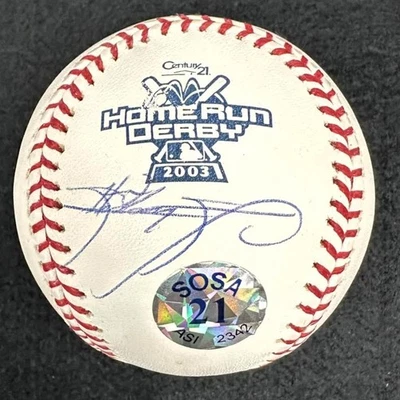 Century 21
HOME RUN
DERBY
2003
SOSA
21
ASI 2342